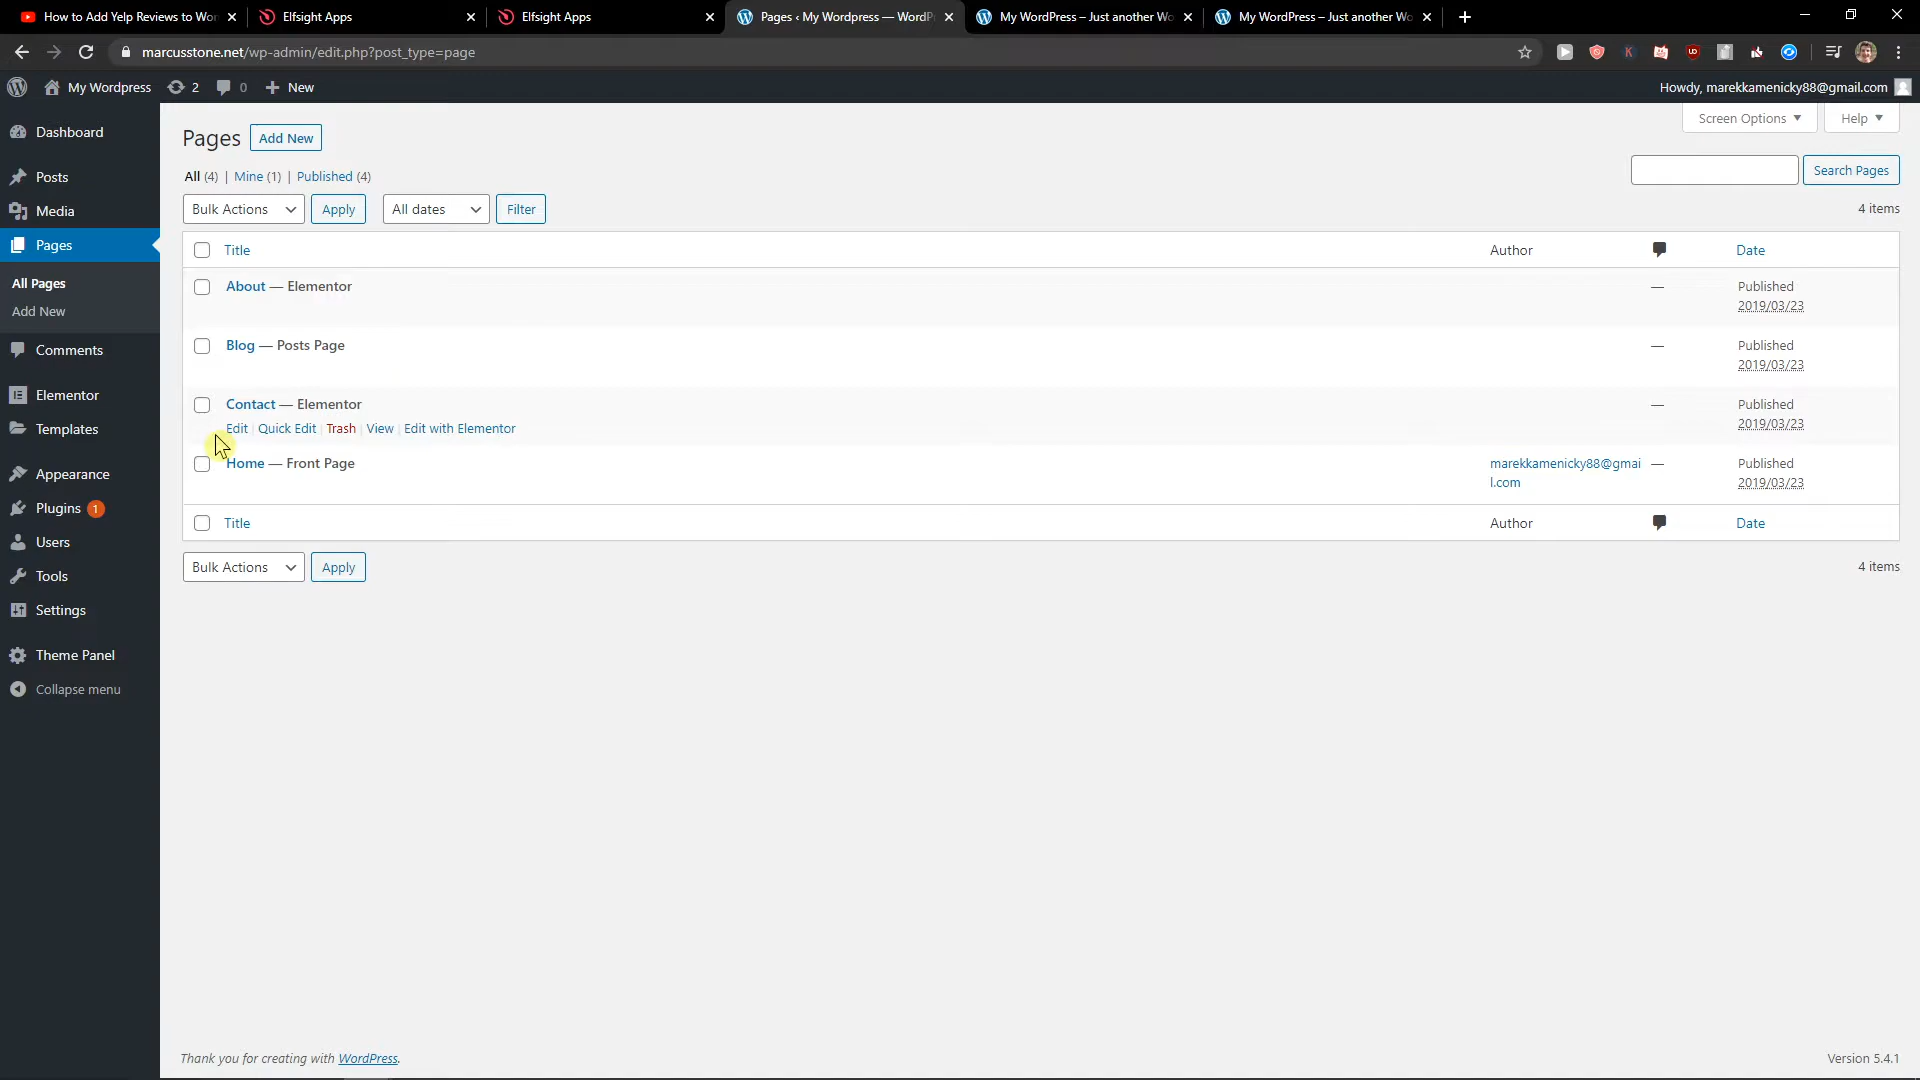 How to Add Yelp Reviews to Wor
Elfsight Apps
Elfsight Apps
Pages ‹ My Wordpress — WordPr
My WordPress – Just another Wo
My WordPress – Just another Wo
marcusstone.net/wp-admin/edit.php?post_type=page
My Wordpress
2
0
New
Howdy, marekkamenicky88@gmail.com
Dashboard
Posts
Media
Pages
All Pages
Add New
Comments
Elementor
Templates
Appearance
Plugins 1
Users
Tools
Settings
Theme Panel
Collapse menu
Pages
Add New
Screen Options
Help
All (4) | Mine (1) | Published (4)
Search Pages
Bulk Actions
Apply
All dates
Filter
4 items
Title
Author
Date
About — Elementor
—
Published
2019/03/23
Blog — Posts Page
—
Published
2019/03/23
Contact — Elementor
—
Published
2019/03/23
Edit | Quick Edit | Trash | View | Edit with Elementor
Home — Front Page
marekkamenicky88@gmai
l.com
—
Published
2019/03/23
Title
Author
Date
Bulk Actions
Apply
4 items
Thank you for creating with WordPress.
Version 5.4.1